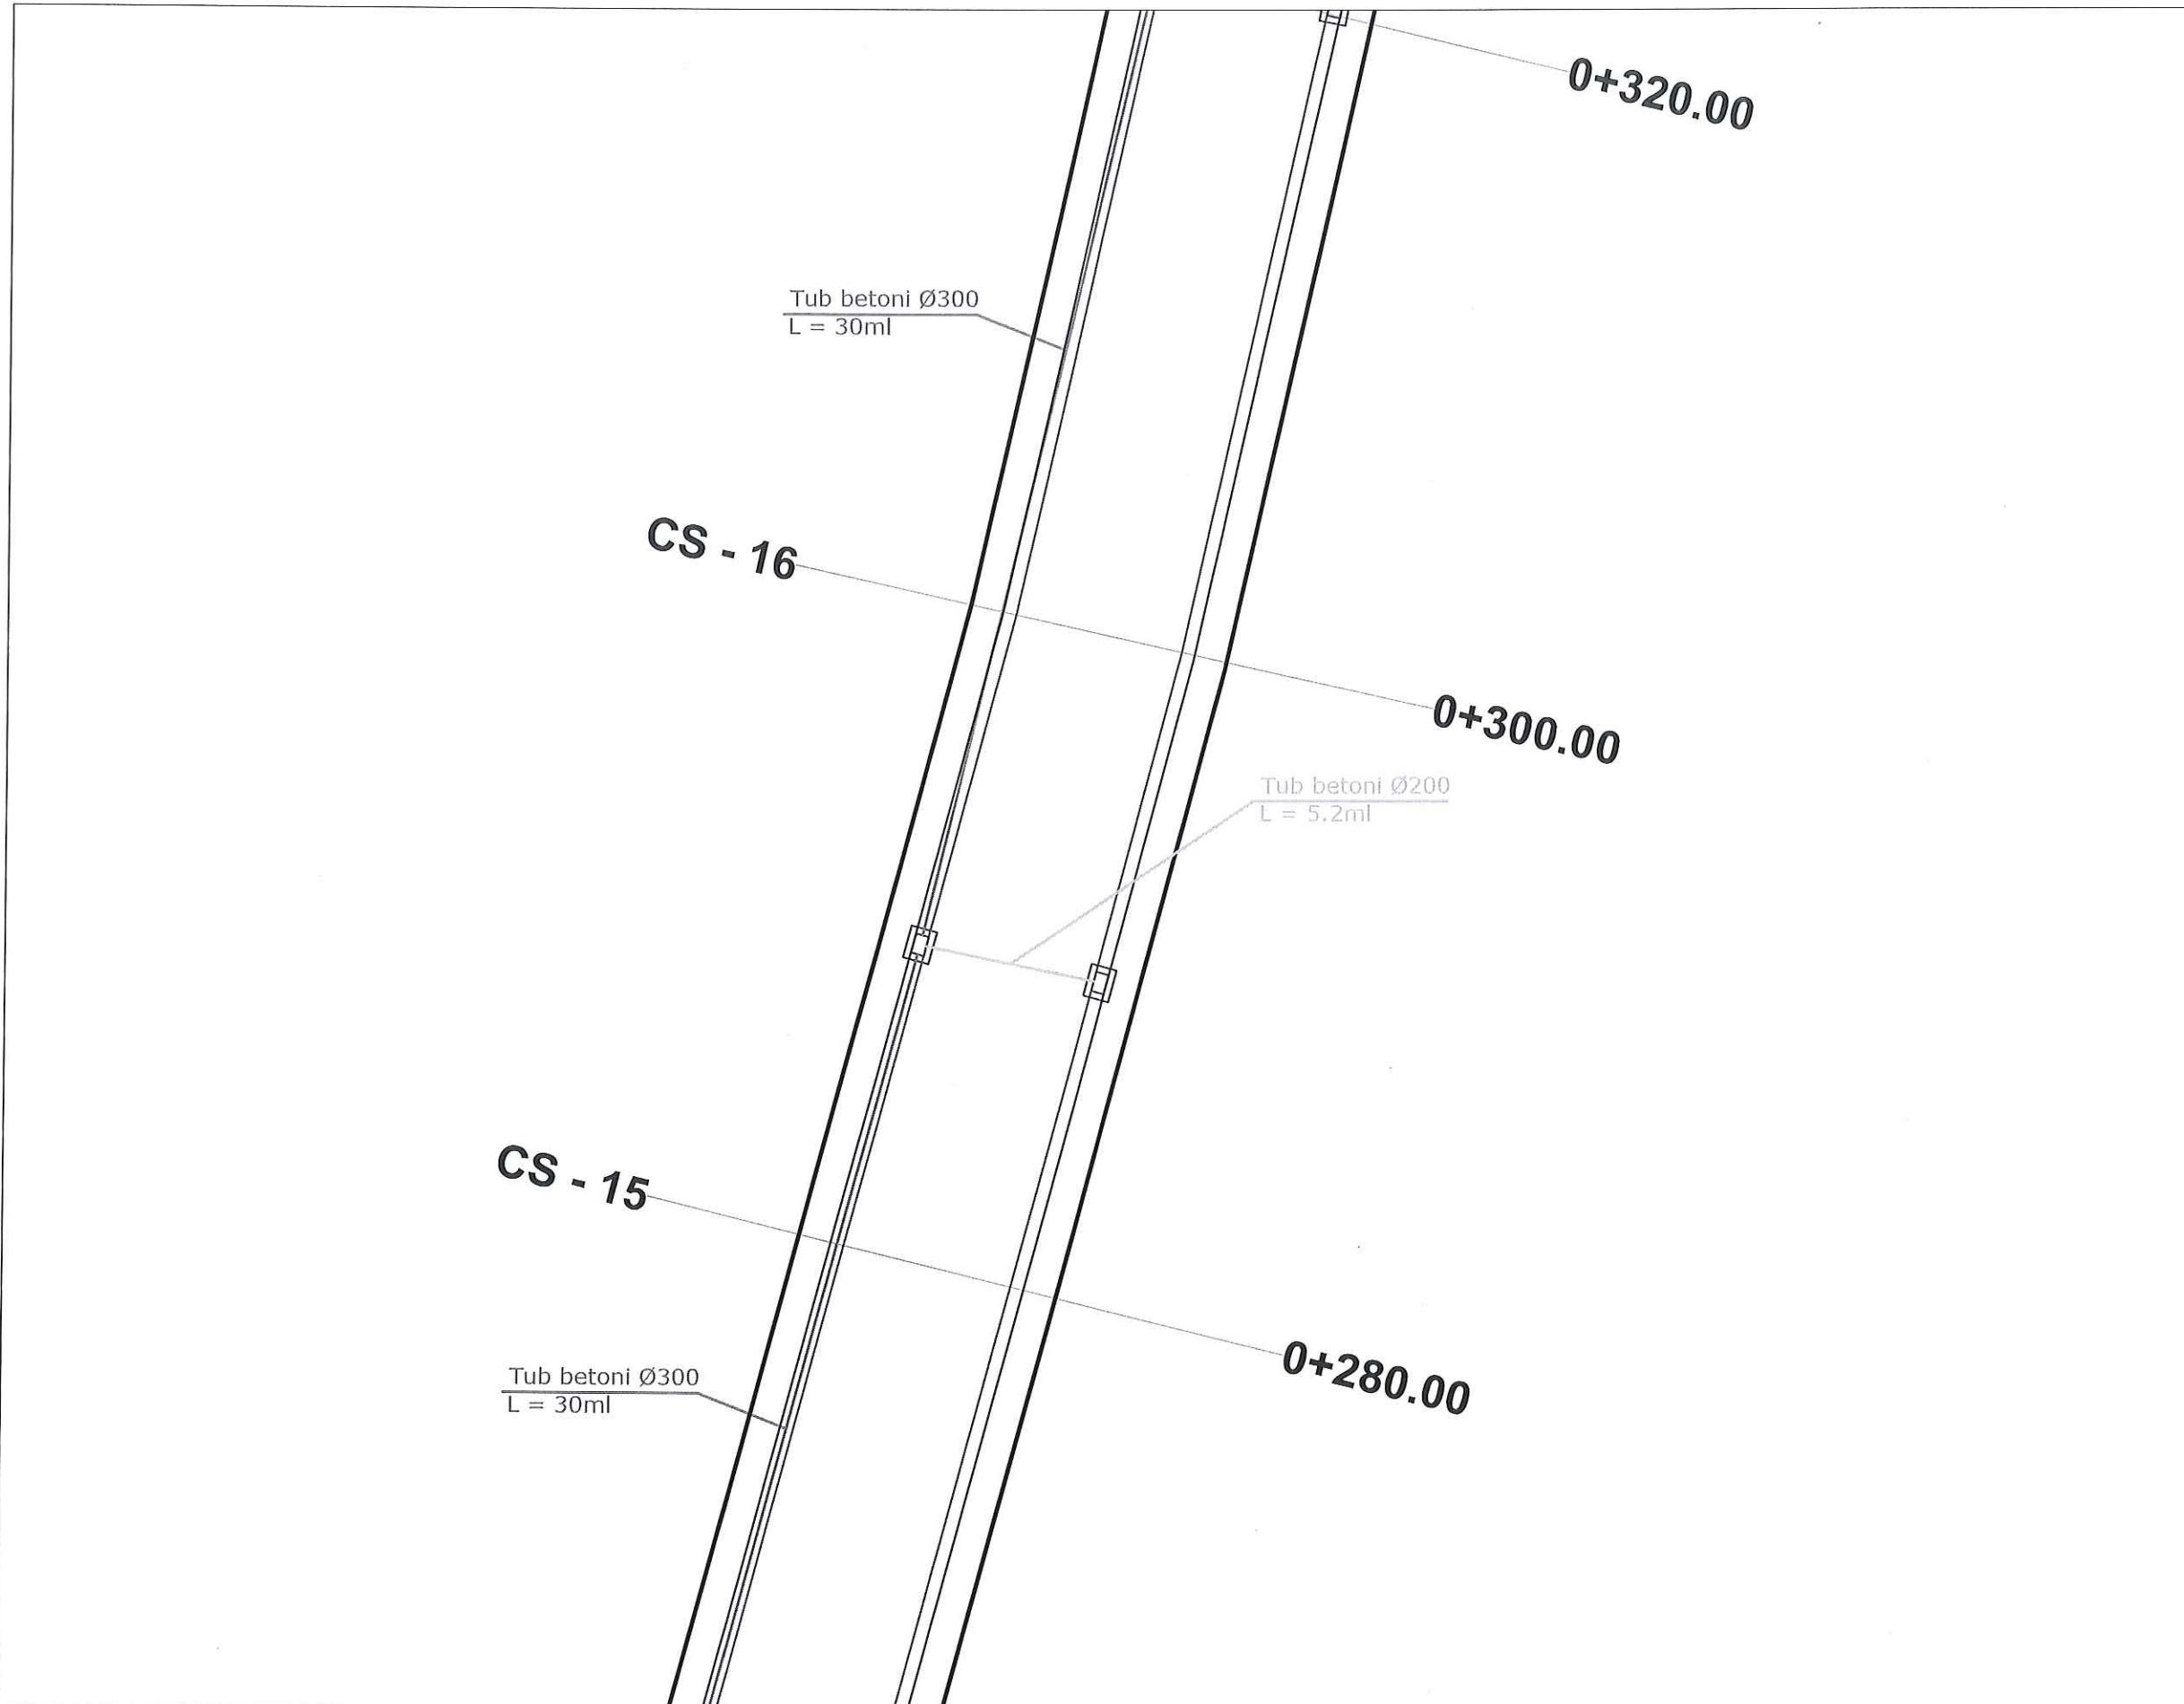 0+320.00
Tub betoni Ø300
L = 30ml
CS - 16
0+300.00
Tub betoni Ø200
L = 5.2ml
CS - 15
0+280.00
Tub betoni Ø300
L = 30ml